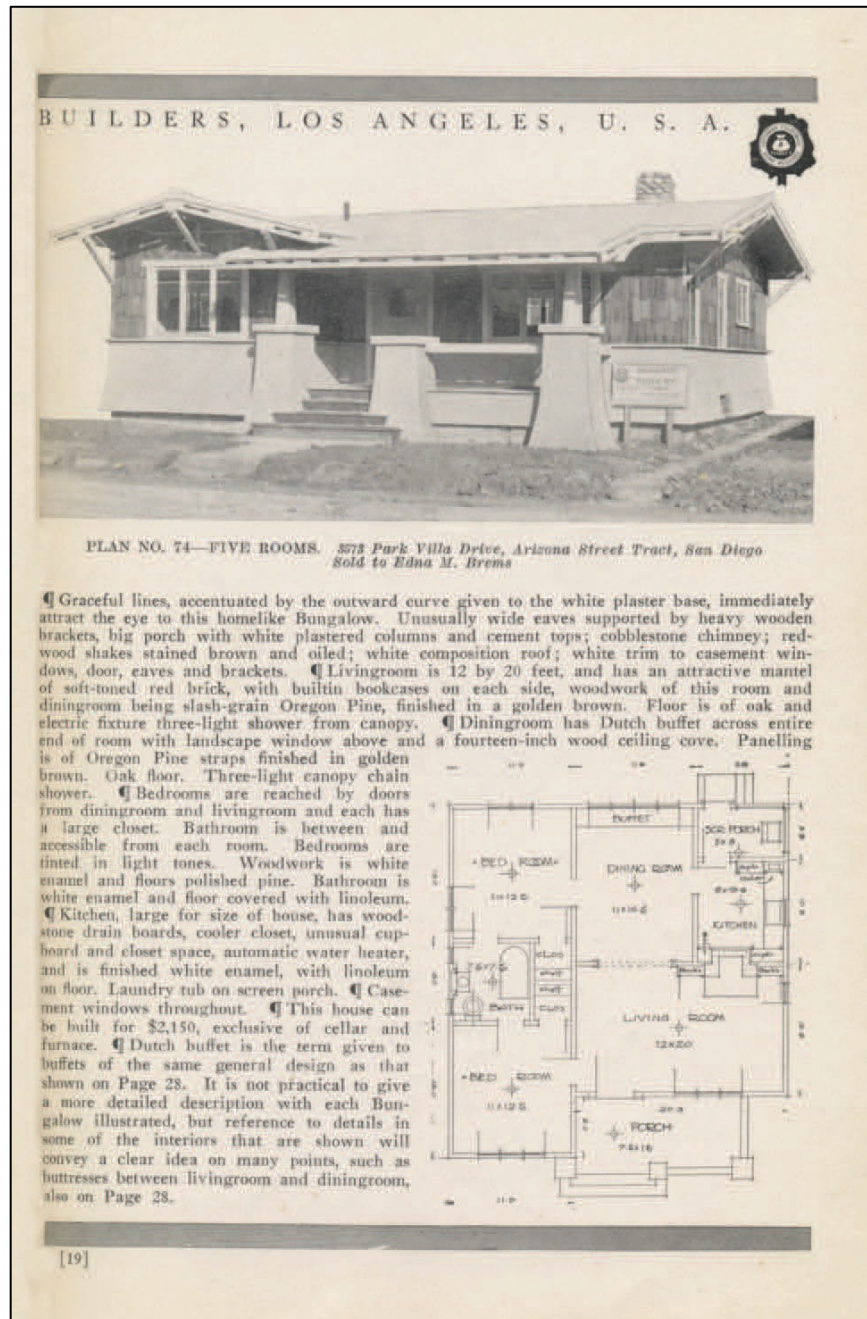 BUILDERS, LOS ANGELES, U. S. A.
PLAN NO. 74—FIVE ROOMS. 3573 Park Villa Drive, Arizona Street Tract, San Diego
Sold to Edna M. Brems
¶ Graceful lines, accentuated by the outward curve given to the white plaster base, immediately
attract the eye to this homelike Bungalow. Unusually wide eaves supported by heavy wooden
brackets, big porch with white plastered columns and cement tops; cobblestone chimney; red-
wood shakes stained brown and oiled; white composition roof; white trim to casement win-
dows, door, eaves and brackets. ¶ Livingroom is 12 by 20 feet, and has an attractive mantel
of soft-toned red brick, with builtin bookcases on each side, woodwork of this room and
diningroom being slash-grain Oregon Pine, finished in a golden brown. Floor is of oak and
electric fixture three-light shower from canopy. ¶ Diningroom has Dutch buffet across entire
end of room with landscape window above and a fourteen-inch wood ceiling cove. Panelling
is of Oregon Pine straps finished in golden
brown. Oak floor. Three-light canopy chain
shower. ¶ Bedrooms are reached by doors
from diningroom and livingroom and each has
a large closet. Bathroom is between and
accessible from each room. Bedrooms are
tinted in light tones. Woodwork is white
enamel and floors polished pine. Bathroom is
white enamel and floor covered with linoleum.
¶ Kitchen, large for size of house, has wood-
stone drain boards, cooler closet, unusual cup-
board and closet space, automatic water heater,
and is finished white enamel, with linoleum
on floor. Laundry tub on screen porch. ¶ Case-
ment windows throughout. ¶ This house can
be built for $2,150, exclusive of cellar and
furnace. ¶ Dutch buffet is the term given to
buffets of the same general design as that
shown on Page 28. It is not practical to give
a more detailed description with each Bun-
galow illustrated, but reference to details in
some of the interiors that are shown will
convey a clear idea on many points, such as
buttresses between livingroom and diningroom,
also on Page 28.
BUFFET
SCR PORCH
BED ROOM
DINING ROOM
KITCHEN
BATH
LIVING ROOM
12X20
BED ROOM
PORCH
[19]